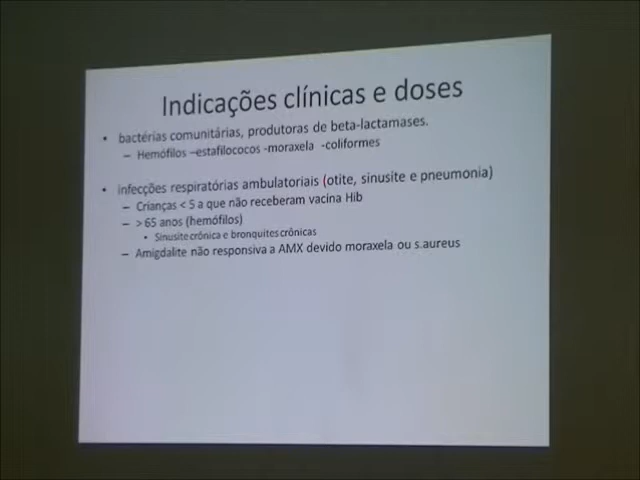 Indicações clínicas e doses
• bactérias comunitárias, produtoras de beta-lactamases.
– Hemófilos –estafilococos -moraxela -coliformes
• infecções respiratórias ambulatoriais (otite, sinusite e pneumonia)
– Crianças < 5 a que não receberam vacina Hib
– > 65 anos (hemófilos)
• Sinusite crônica e bronquites crônicas
– Amigdalite não responsiva a AMX devido moraxela ou s.aureus